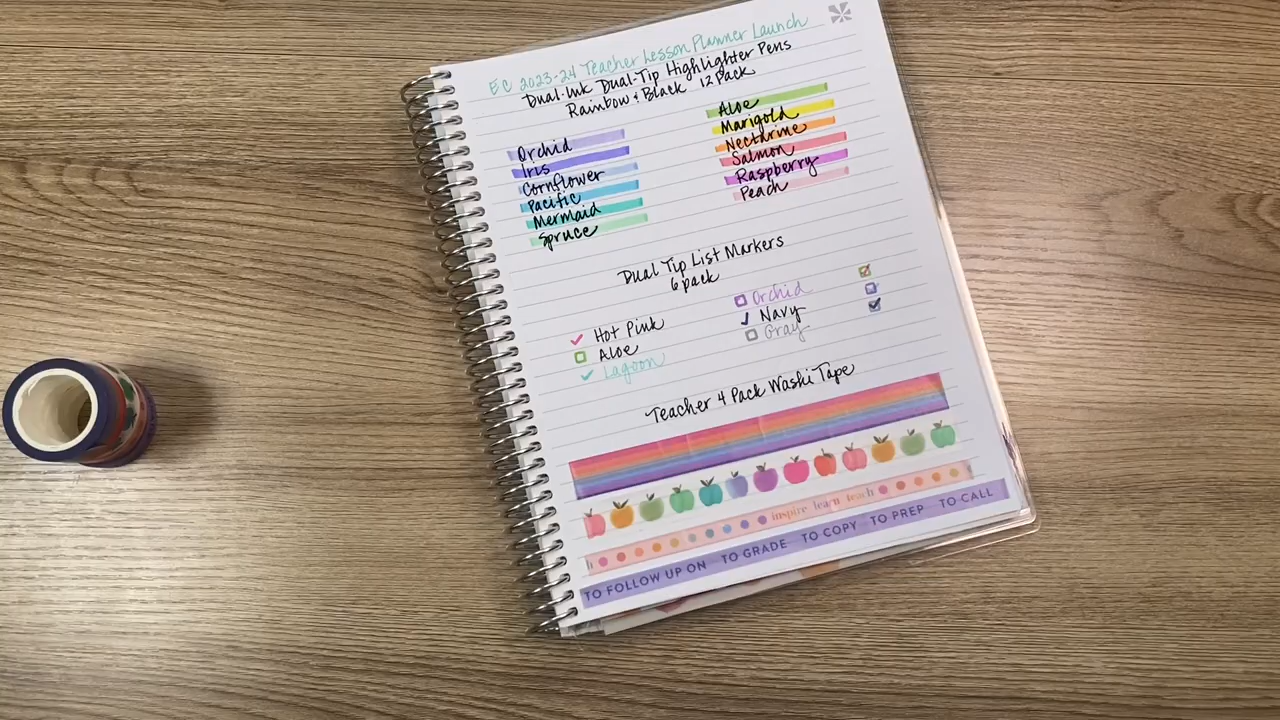 EC 2023-24 Teacher Lesson Planner Launch
Dual-Ink Dual-Tip Highlighter Pens
Rainbow + Black 12 Pack
Orchid
Iris
Cornflower
Pacific
Mermaid
Spruce
Aloe
Marigold
Nectarine
Salmon
Raspberry
Peach
Dual Tip List Markers
6 pack
Hot Pink
Aloe
Lagoon
Orchid
Navy
Gray
Teacher 4 Pack Washi Tape
h inspire learn teach
TO FOLLOW UP ON TO GRADE TO COPY TO PREP TO CALL